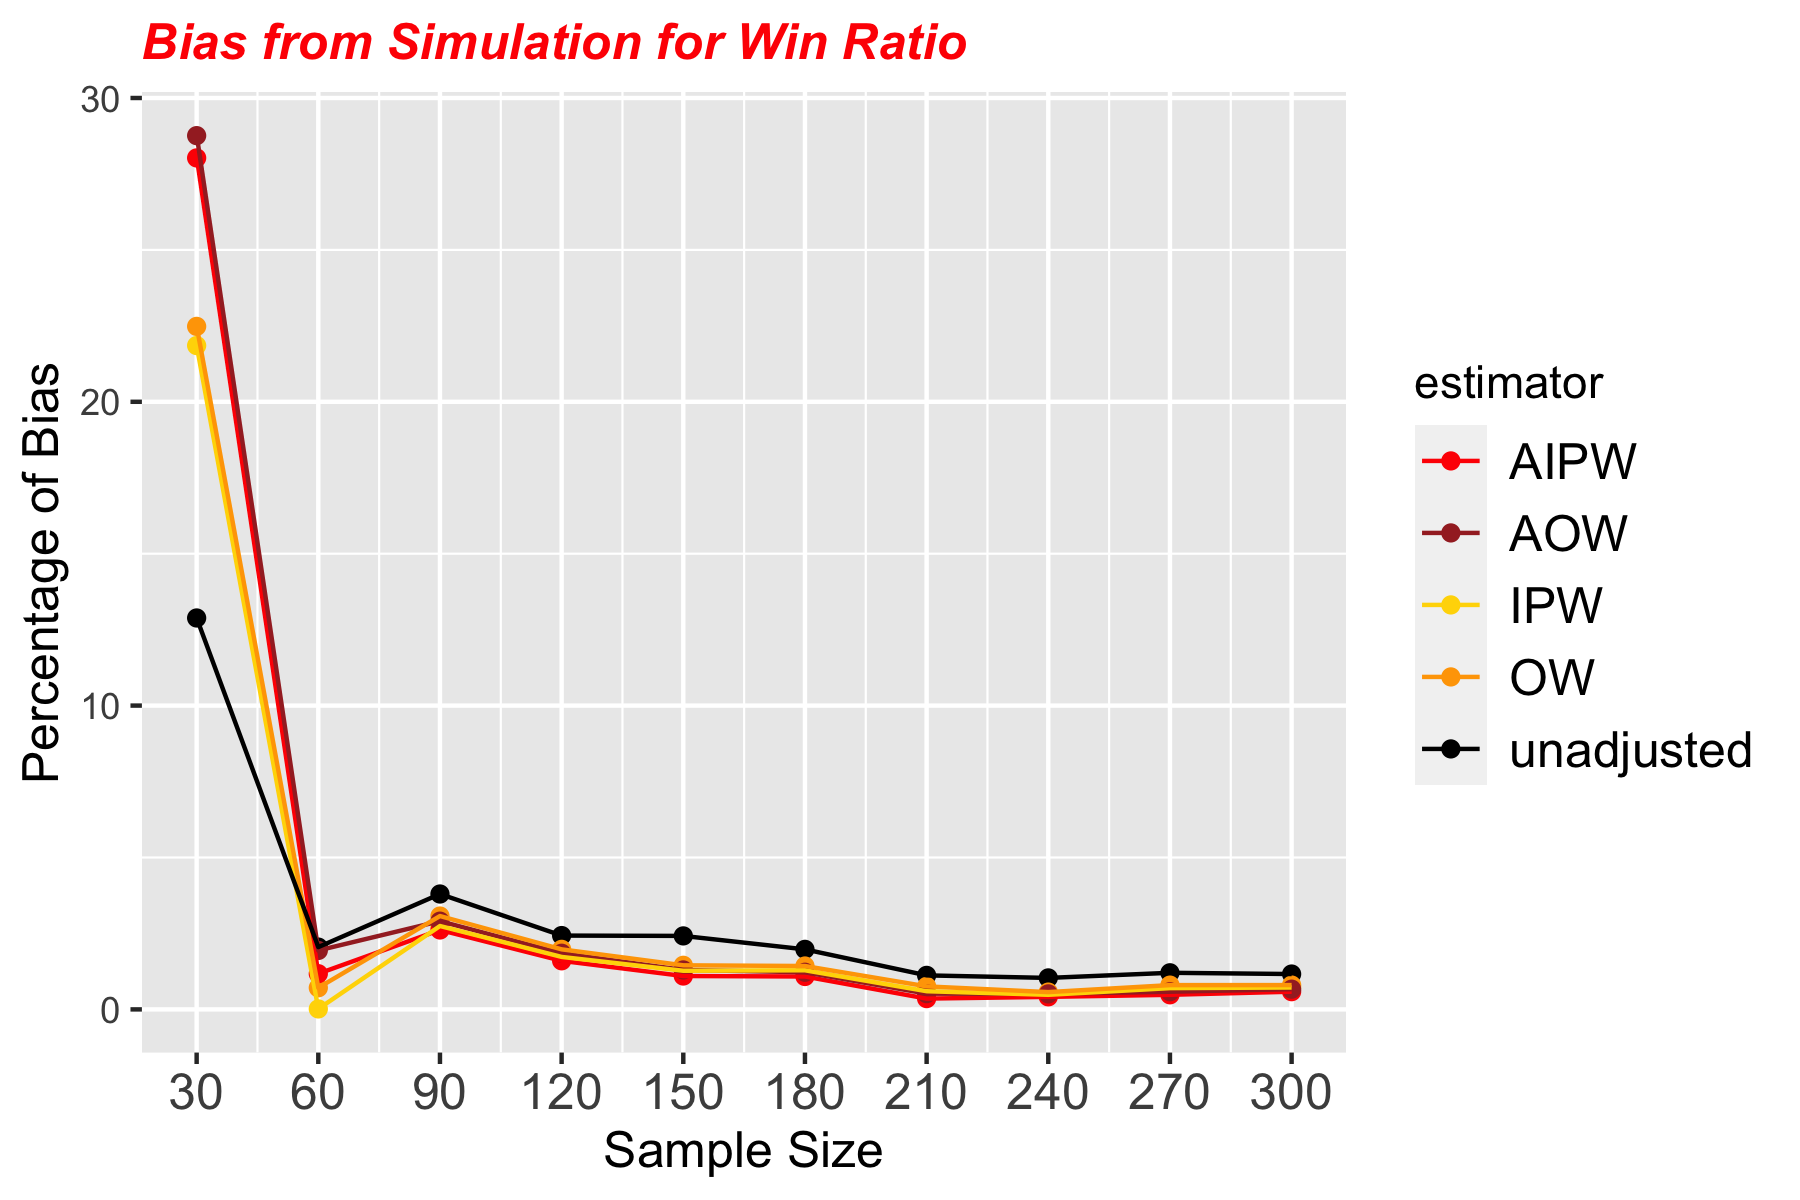 Bias from Simulation for Win Ratio
30
20
10
0
Percentage of Bias
30 60 90 120 150 180 210 240 270 300
Sample Size
estimator
AIPW
AOW
IPW
OW
unadjusted